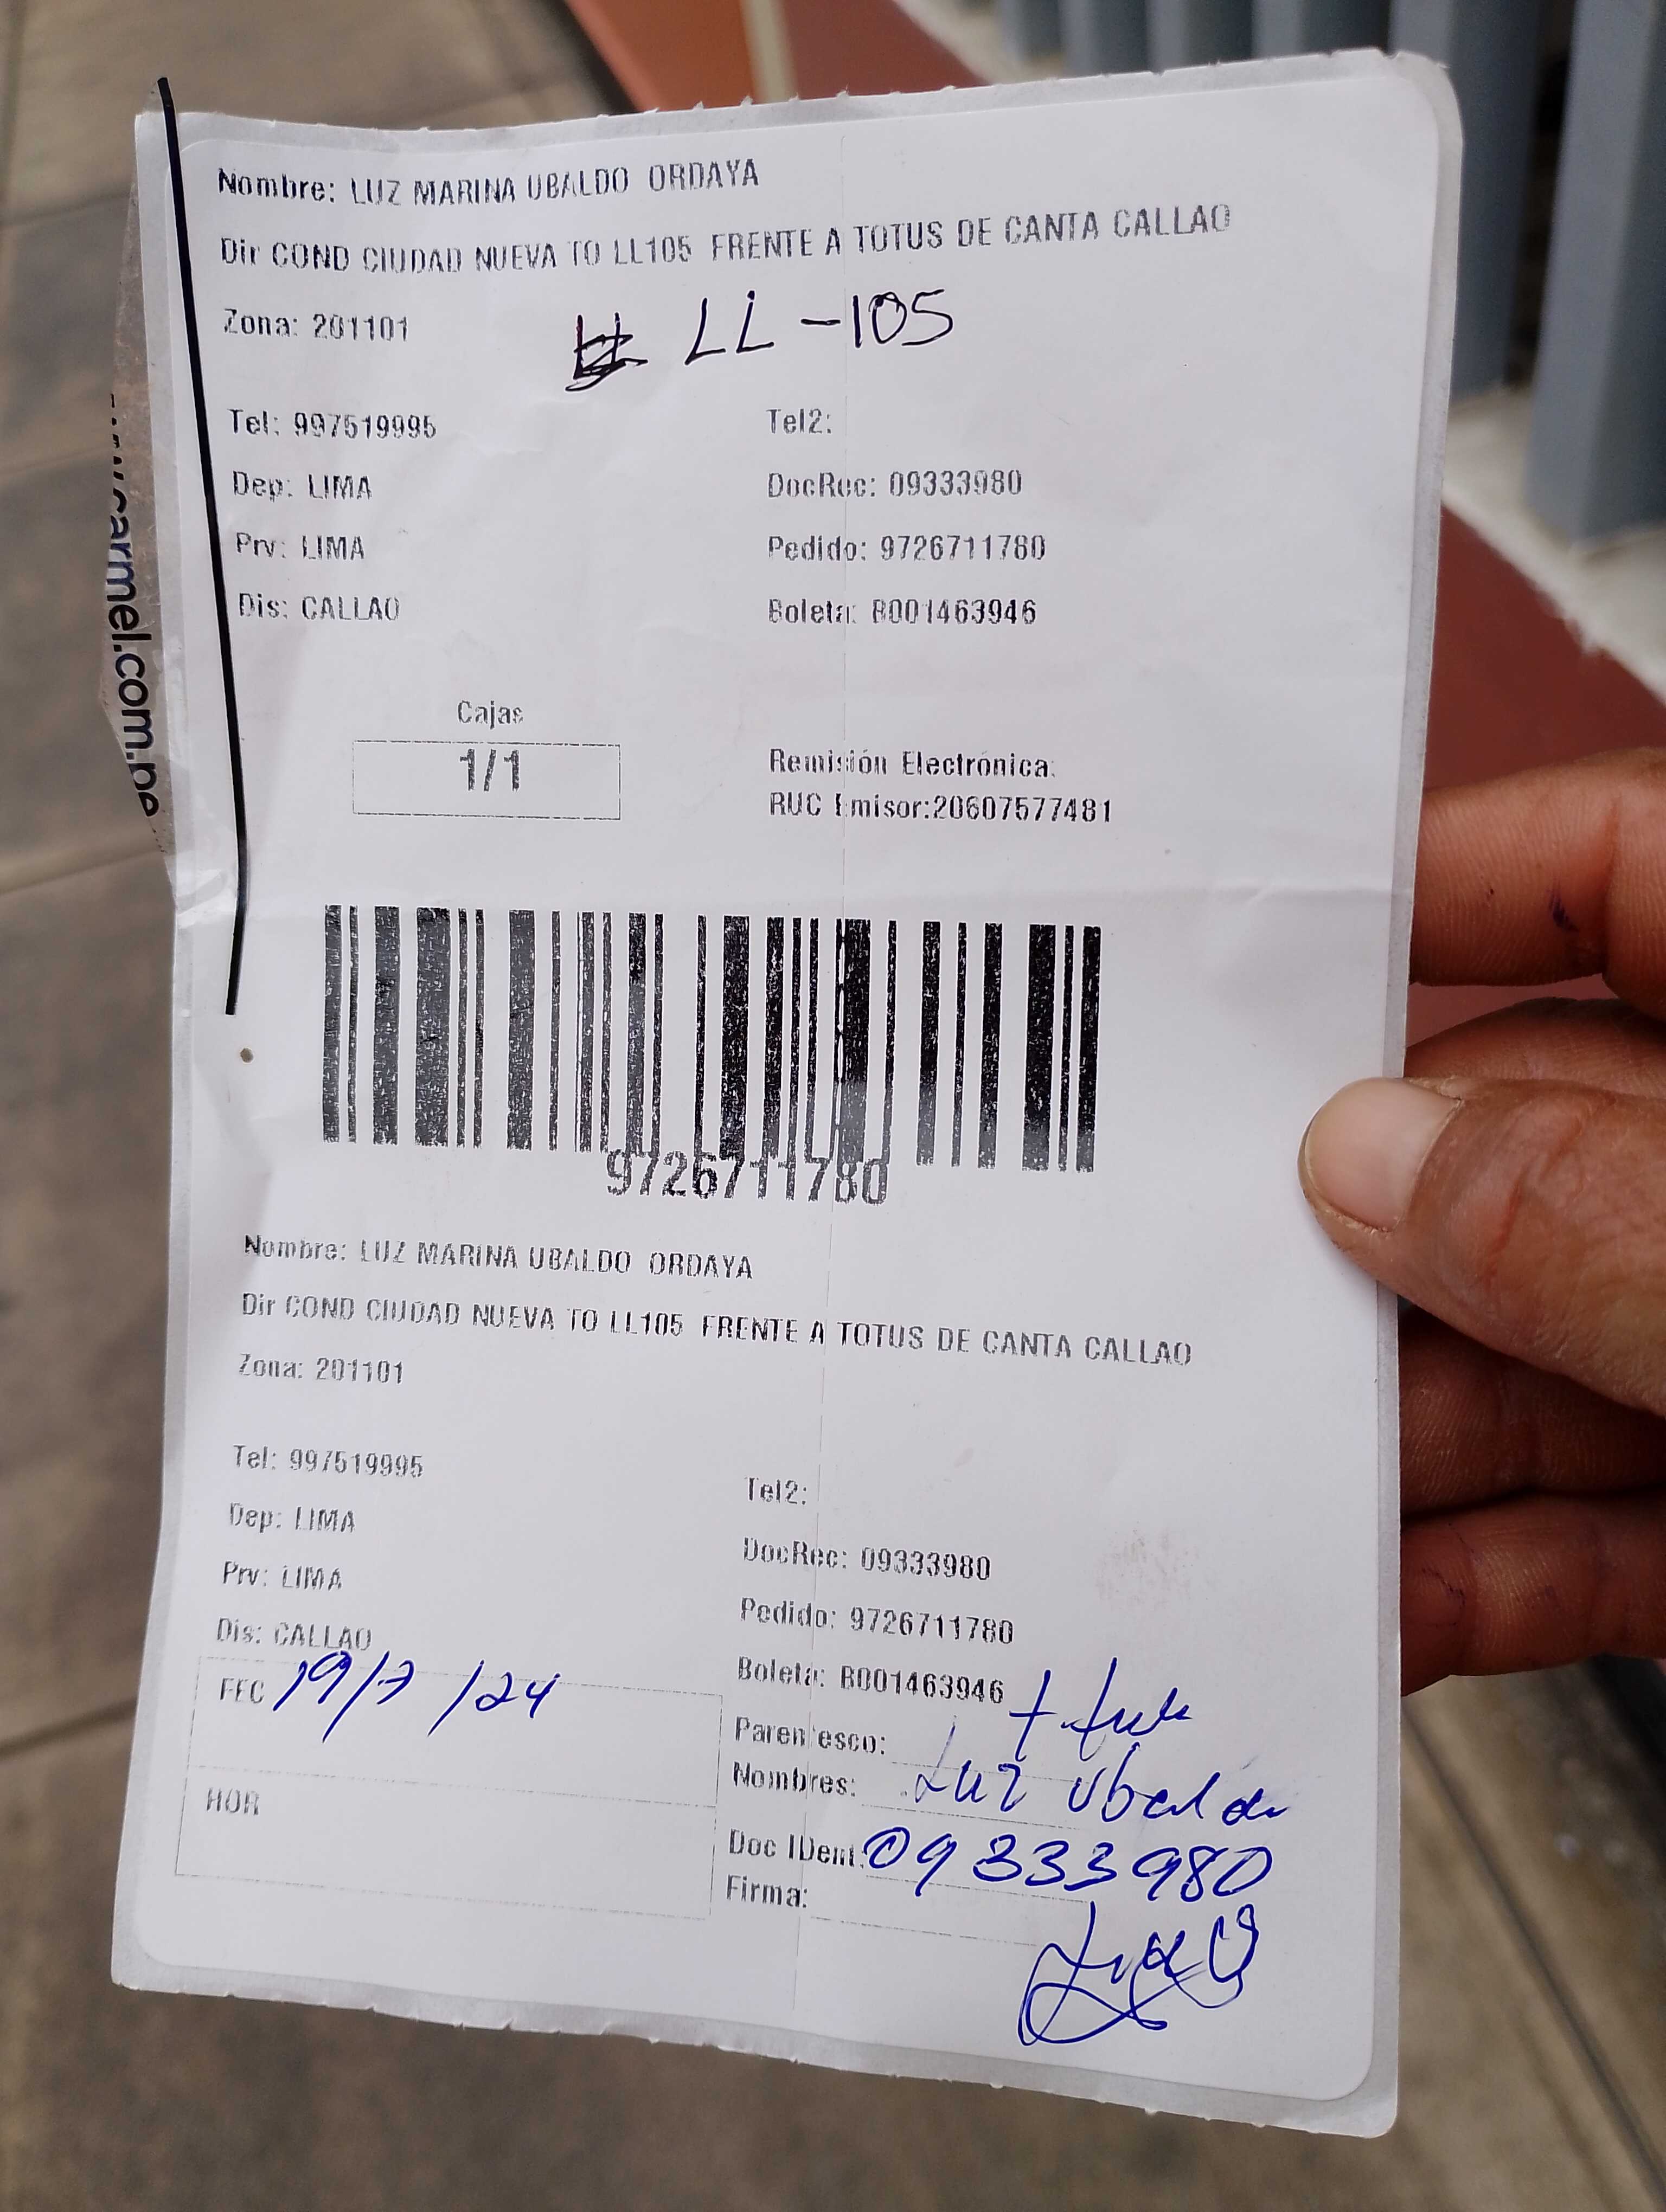 Nombre: LUZ MARINA UBALDO ORDAYA
Dir COND CIUDAD NUEVA TO LL105 FRENTE A TOTUS DE CANTA CALLAO
Zona: 201101
LL-105
Tel: 997519995 Tel2:
Dep: LIMA DocRec: 09333980
Prv: LIMA Pedido: 9726711780
Dis: CALLAO Boleta: B001463946
carmel.com.pe
Cajas
1/1
Remisión Electrónica:
RUC Emisor:20607577481
9726711780
Nombre: LUZ MARINA UBALDO ORDAYA
Dir COND CIUDAD NUEVA TO LL105 FRENTE A TOTUS DE CANTA CALLAO
Zona: 201101
Tel: 997519995 Tel2:
Dep: LIMA DocRec: 09333980
Prv: LIMA Pedido: 9726711780
Dis: CALLAO Boleta: B001463946
FEC 19/7/24 Parentesco:
Nombres: Luz Ubaldo
HOR Doc IDent: 09333980
Firma: